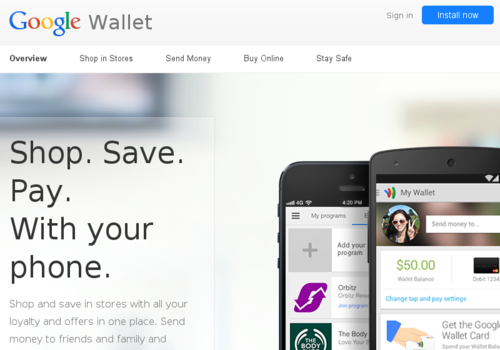 Google Wallet
Sign in
Install now
Overview
Shop in Stores
Send Money
Buy Online
Stay Safe
Shop. Save.
Pay.
With your
phone.
Shop and save in stores with all your
loyalty and offers in one place. Send
money to friends and family and
4G
4:20 PM
My programs
Add your
program
Orbitz
Orbitz Rew
Join program
THE BODY SHOP
The Body
My Wallet
Send money to...
$50.00
Wallet Balance
Debit 1234
Change tap and pay settings
Get the Google
Wallet Card
Spend your Wallet Bal